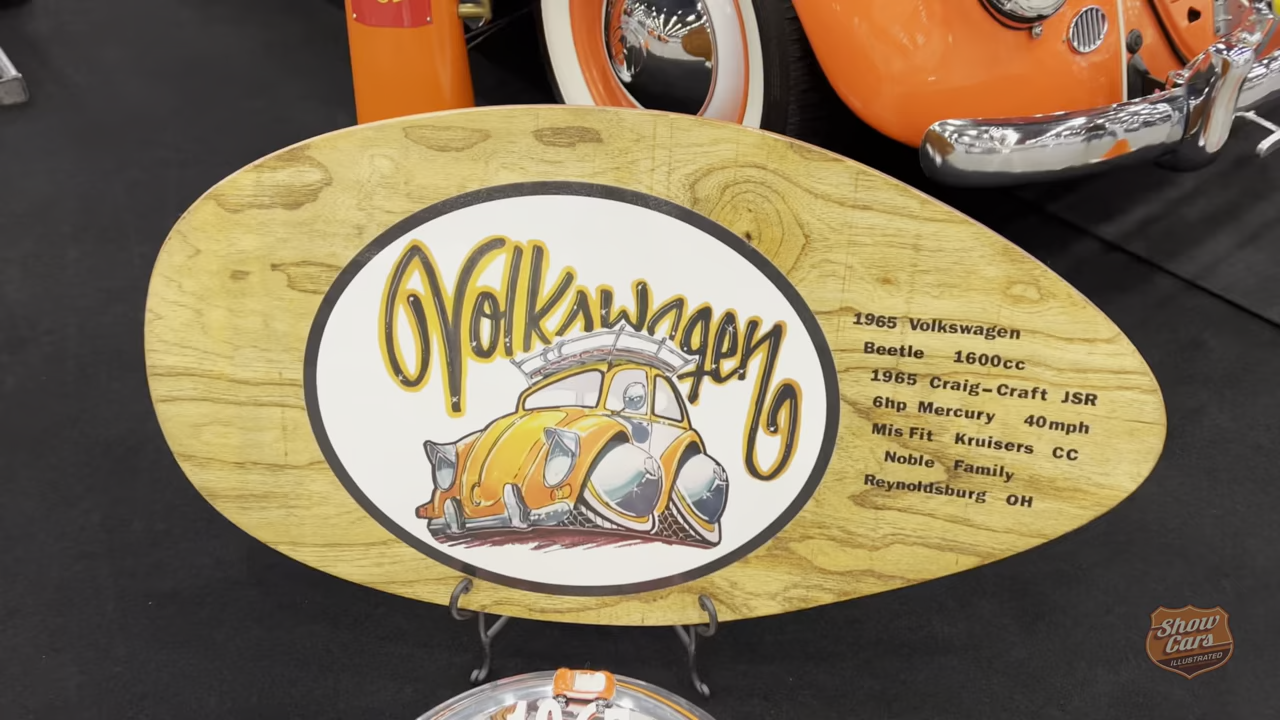 Volkswagen
1965 Volkswagen
Beetle 1600cc
1965 Craig-Craft JSR
6hp Mercury 40mph
Mis Fit Kruisers CC
Noble Family
Reynoldsburg OH
Show
Cars
ILLUSTRATED